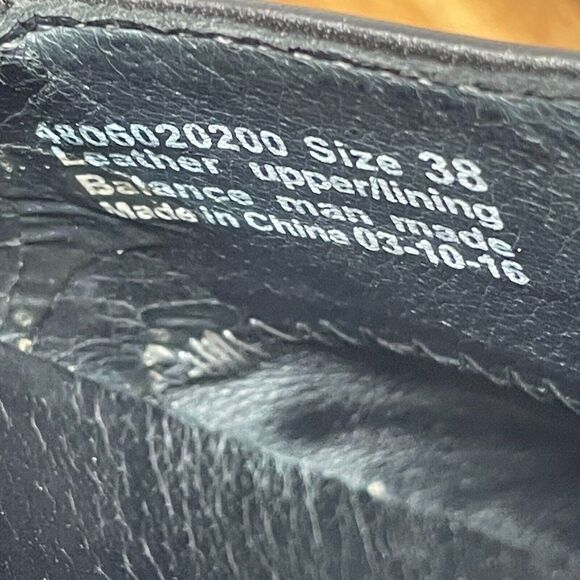 4806020200 Size 38
Leather upper/lining
Balance man made
Made in China 03-10-16